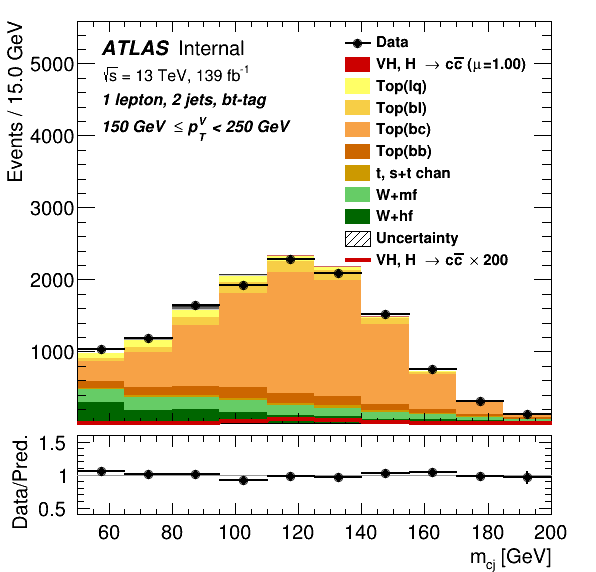 ATLAS Internal
√s = 13 TeV, 139 fb⁻¹
1 lepton, 2 jets, bt-tag
150 GeV ≤ p_T^V < 250 GeV
Data
VH, H → cc̅ (μ=1.00)
Top(lq)
Top(bl)
Top(bc)
Top(bb)
t, s+t chan
W+mf
W+hf
Uncertainty
VH, H → cc̅ × 200
Events / 15.0 GeV
5000
4000
3000
2000
1000
Data/Pred.
1.5
1
0.5
60 80 100 120 140 160 180 200
m_cj [GeV]